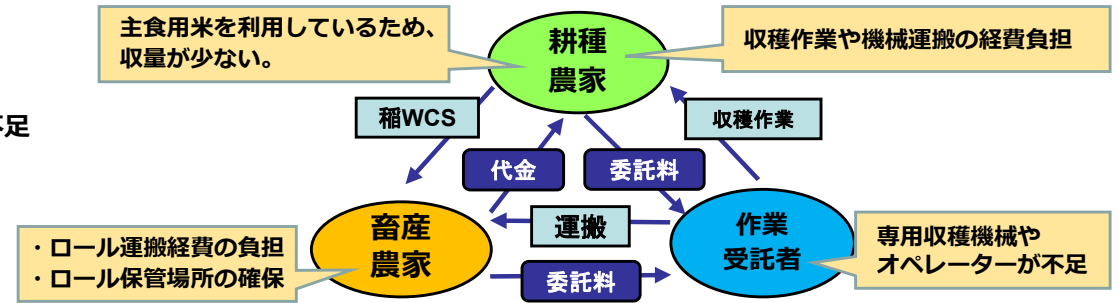 主食用米を利用しているため、
収量が少ない。
耕種
農家
収穫作業や機械運搬の経費負担
不足
稲WCS
収穫作業
代金
委託料
畜産
農家
運搬
作業
受託者
・ロール運搬経費の負担
・ロール保管場所の確保
委託料
専用収穫機械や
オペレーターが不足